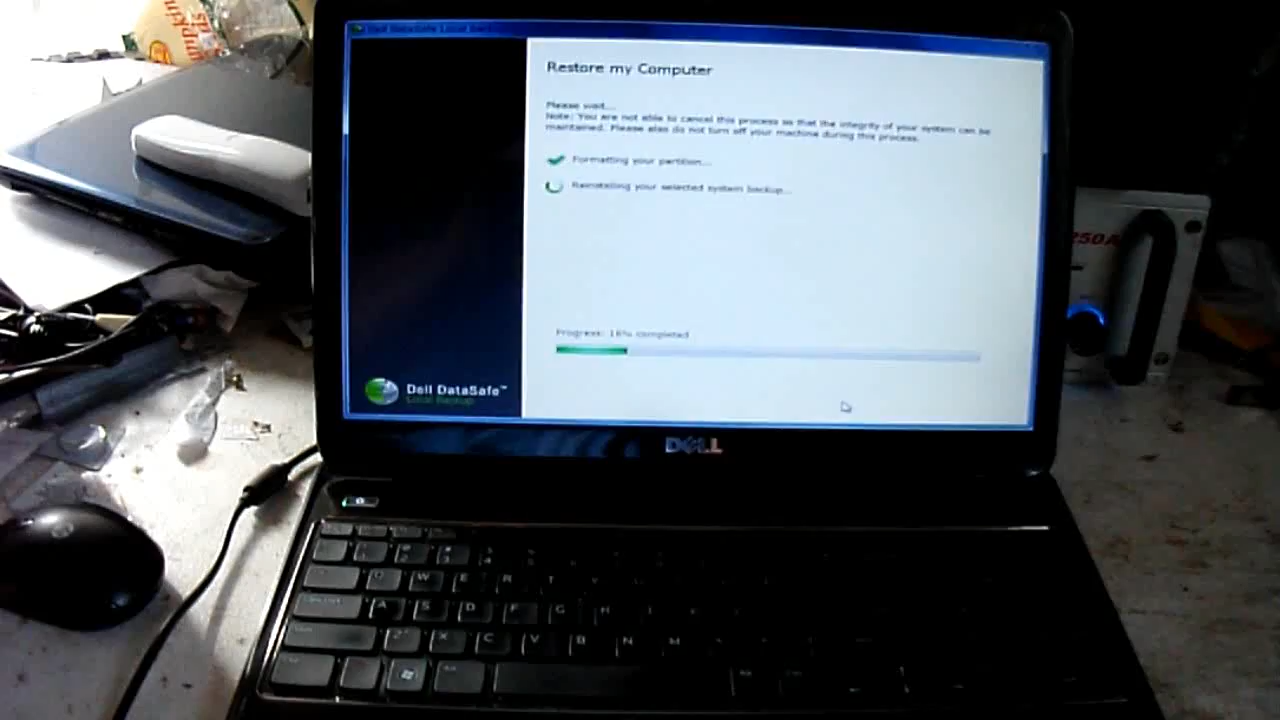 Dell DataSafe Local Backup
Restore my Computer
Please wait...
Note: You are not able to cancel this process so that the integrity of your system can be
maintained. Please also do not turn off your machine during this process.
Formatting your partition...
Reinstalling your selected system backup...
Progress: 16% completed
Dell DataSafe™
Local Backup
DELL
250A
W E R T
A S D F G H
X C V B N M